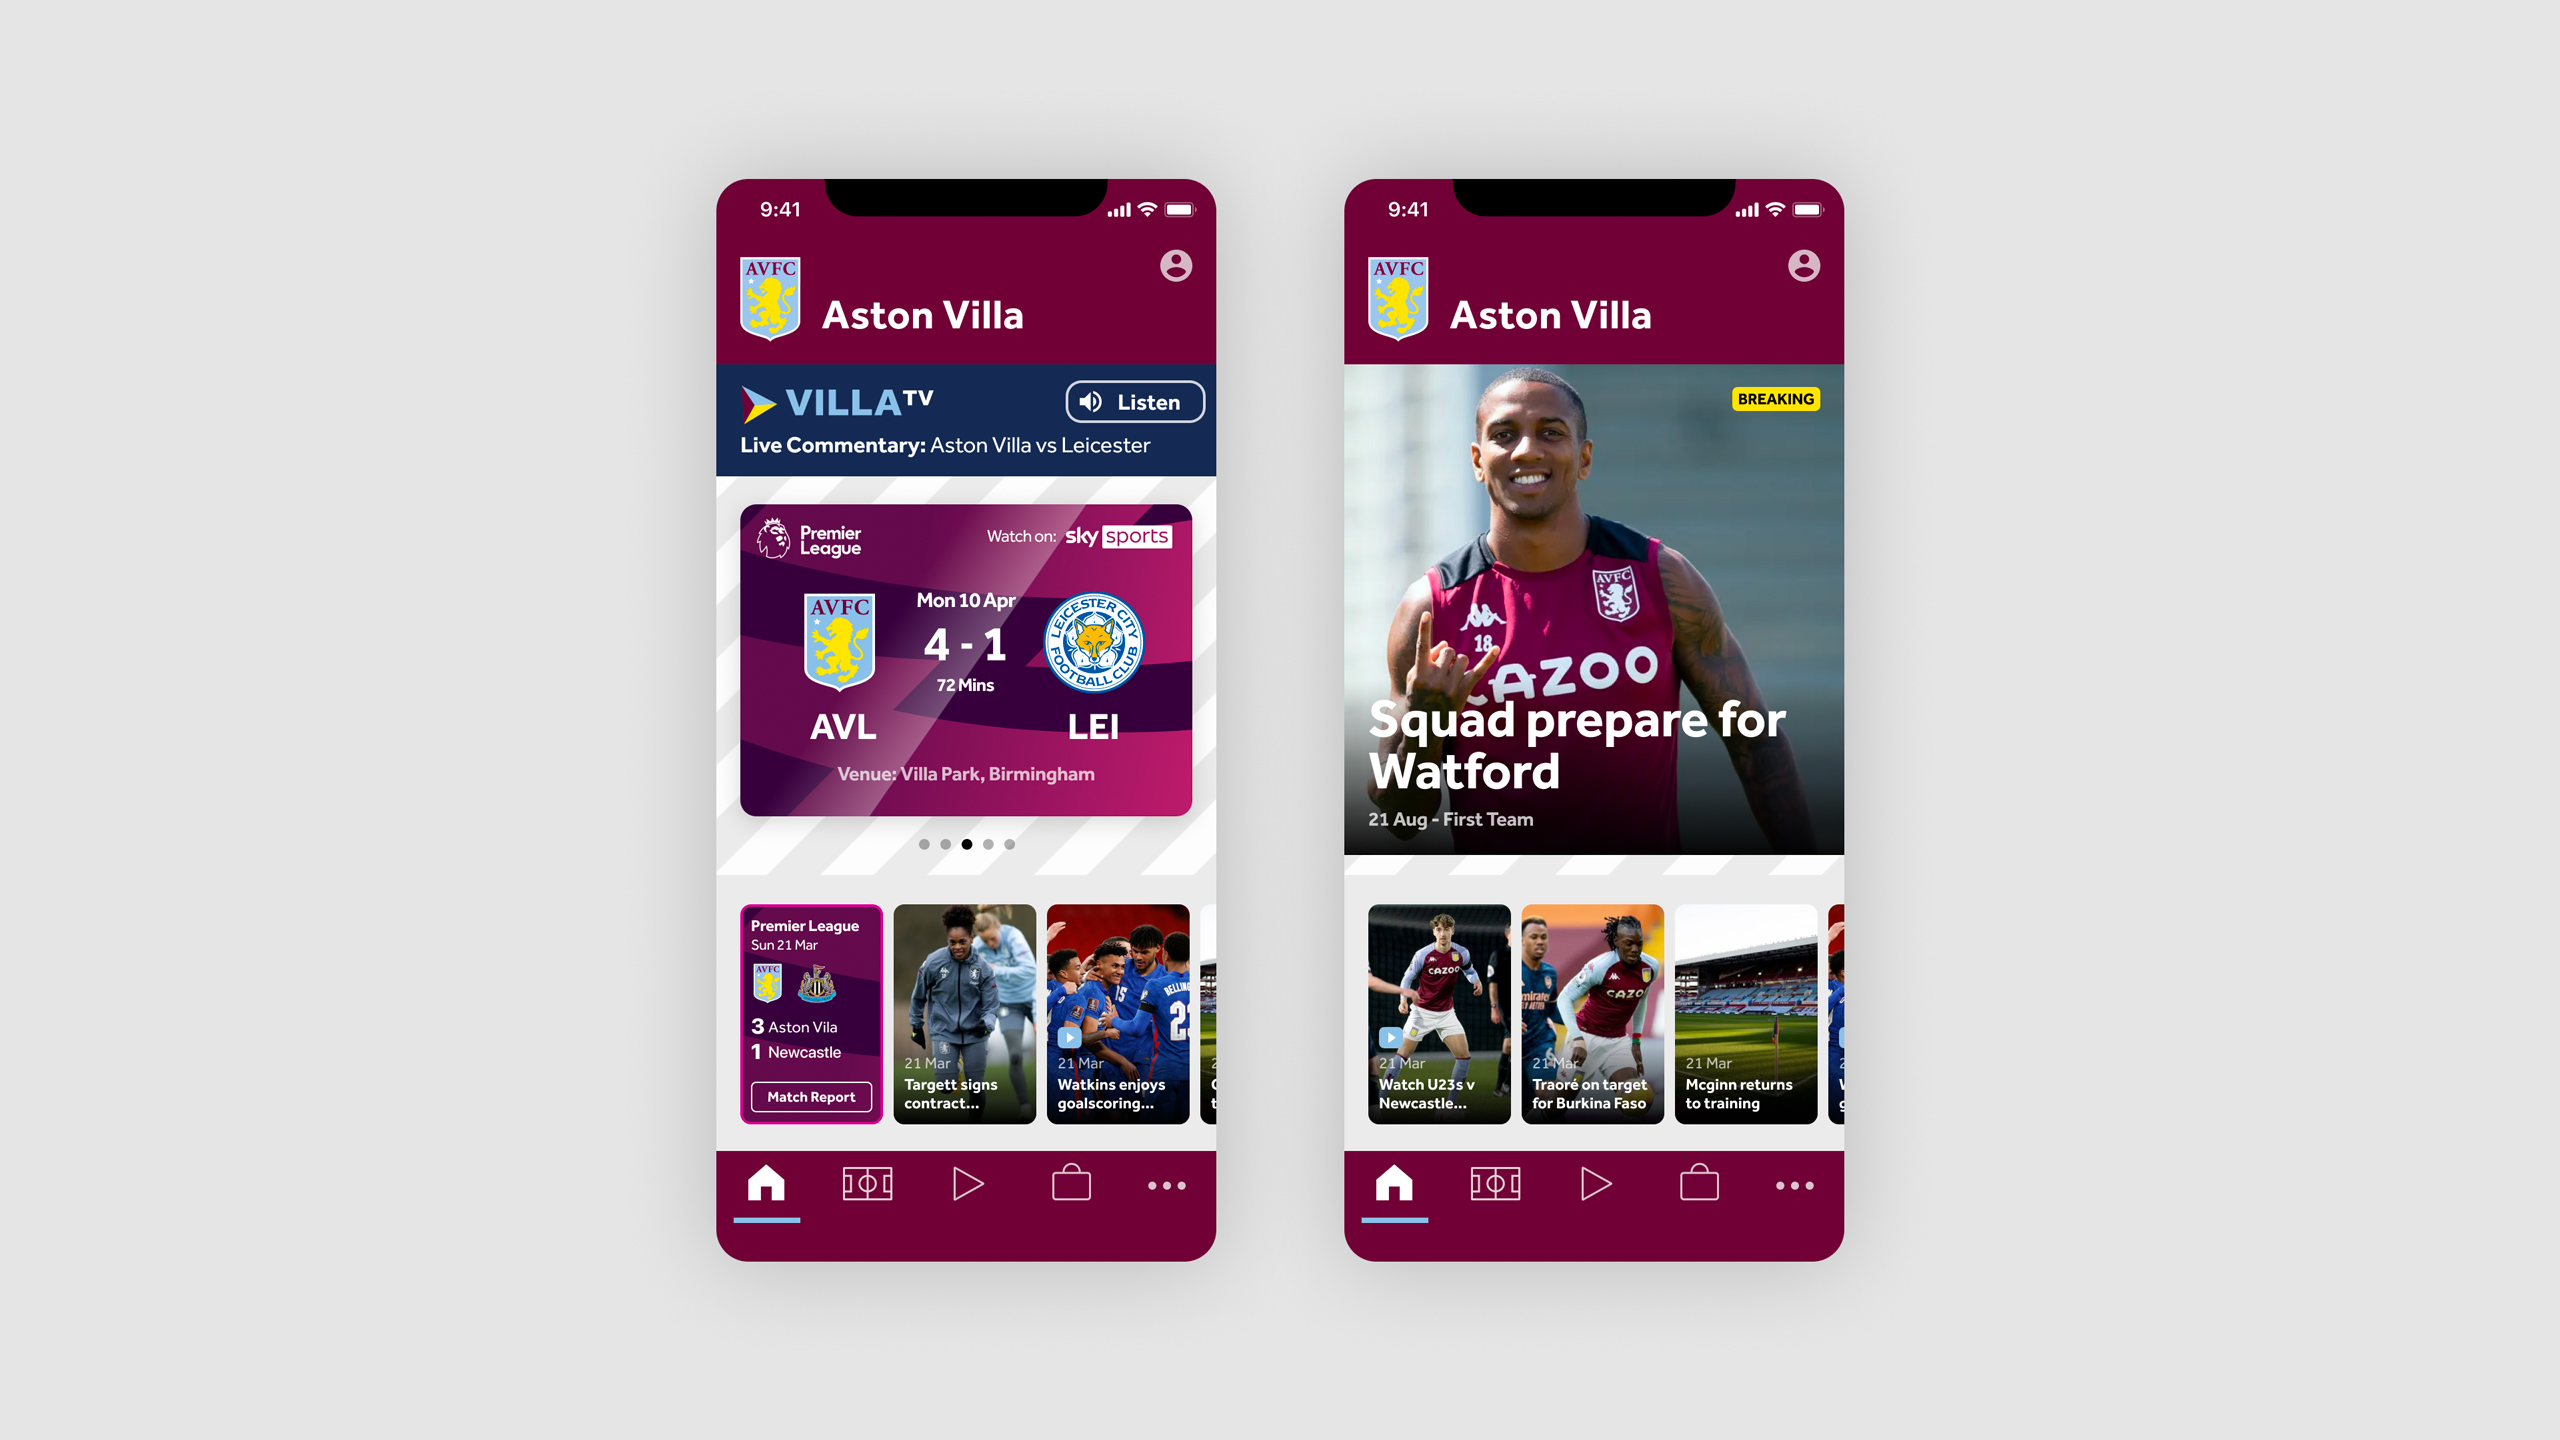 9:41
AVFC
Aston Villa
VILLA TV
Listen
Live Commentary: Aston Villa vs Leicester
Premier
League
Watch on: sky sports
Mon 10 Apr
AVFC
4 - 1
LEICESTER CITY
FOOTBALL CLUB
72 Mins
AVL
LEI
Venue: Villa Park, Birmingham
Premier League
Sun 21 Mar
AVFC
3 Aston Vila
1 Newcastle
Match Report
21 Mar
Targett signs
contract...
15
BELLING
21 Mar
Watkins enjoys
goalscoring...
9:41
AVFC
Aston Villa
BREAKING
AVFC
18
CAZOO
Squad prepare for
Watford
21 Aug - First Team
CAZOO
21 Mar
Watch U23s v
Newcastle...
CAZOO
21 Mar
Traoré on target
for Burkina Faso
21 Mar
Mcginn returns
to training